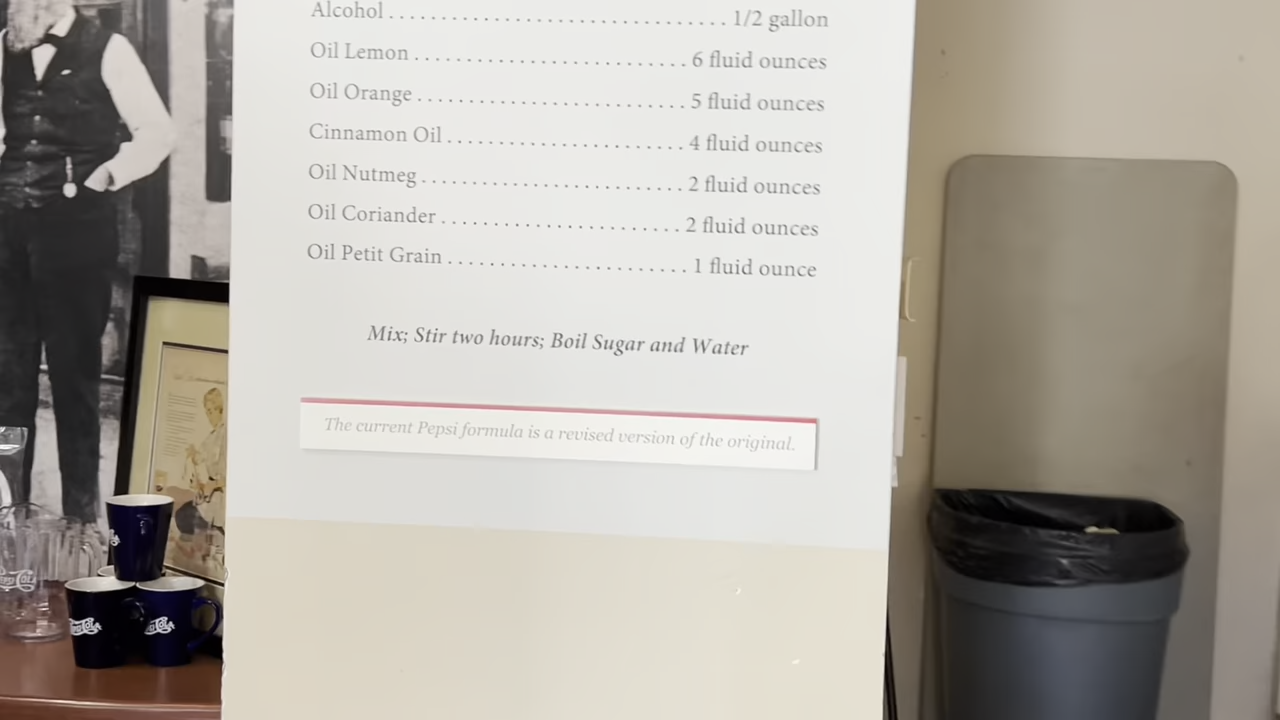 Alcohol ................................ 1/2 gallon
Oil Lemon ......................... 6 fluid ounces
Oil Orange ......................... 5 fluid ounces
Cinnamon Oil ...................... 4 fluid ounces
Oil Nutmeg ........................ 2 fluid ounces
Oil Coriander ...................... 2 fluid ounces
Oil Petit Grain ...................... 1 fluid ounce
Mix; Stir two hours; Boil Sugar and Water
The current Pepsi formula is a revised version of the original.